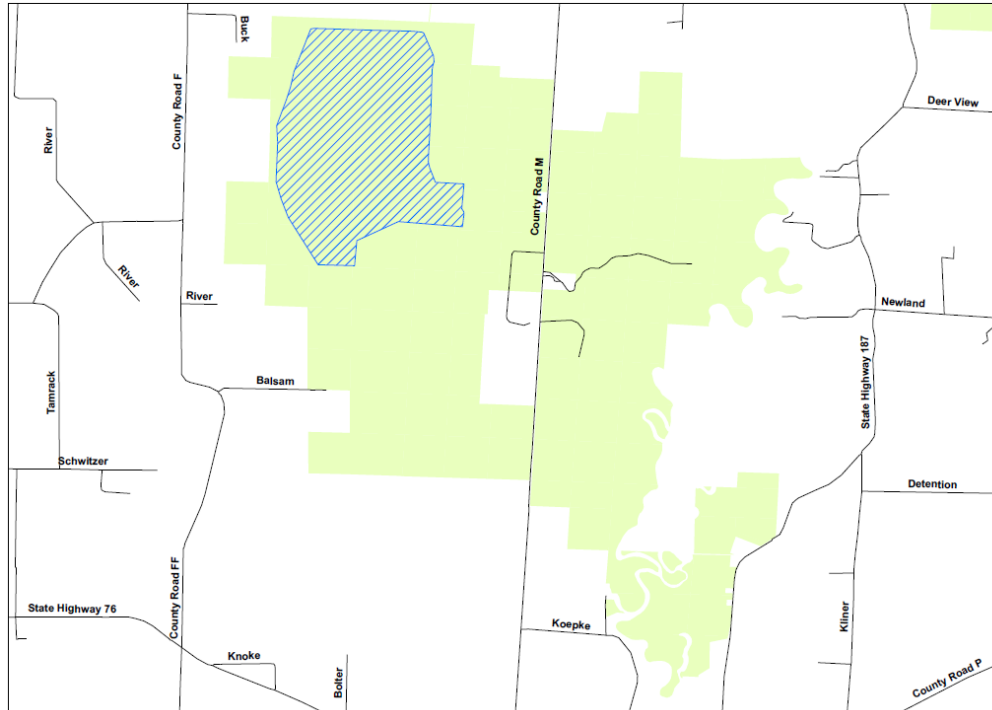 Buck
County Road F
Deer View
River
County Road M
River
River
Newland
State Highway 187
Tamrack
Balsam
Schwitzer
Detention
County Road FF
State Highway 76
Koepke
Kliner
Knoke
Bolter
County Road P